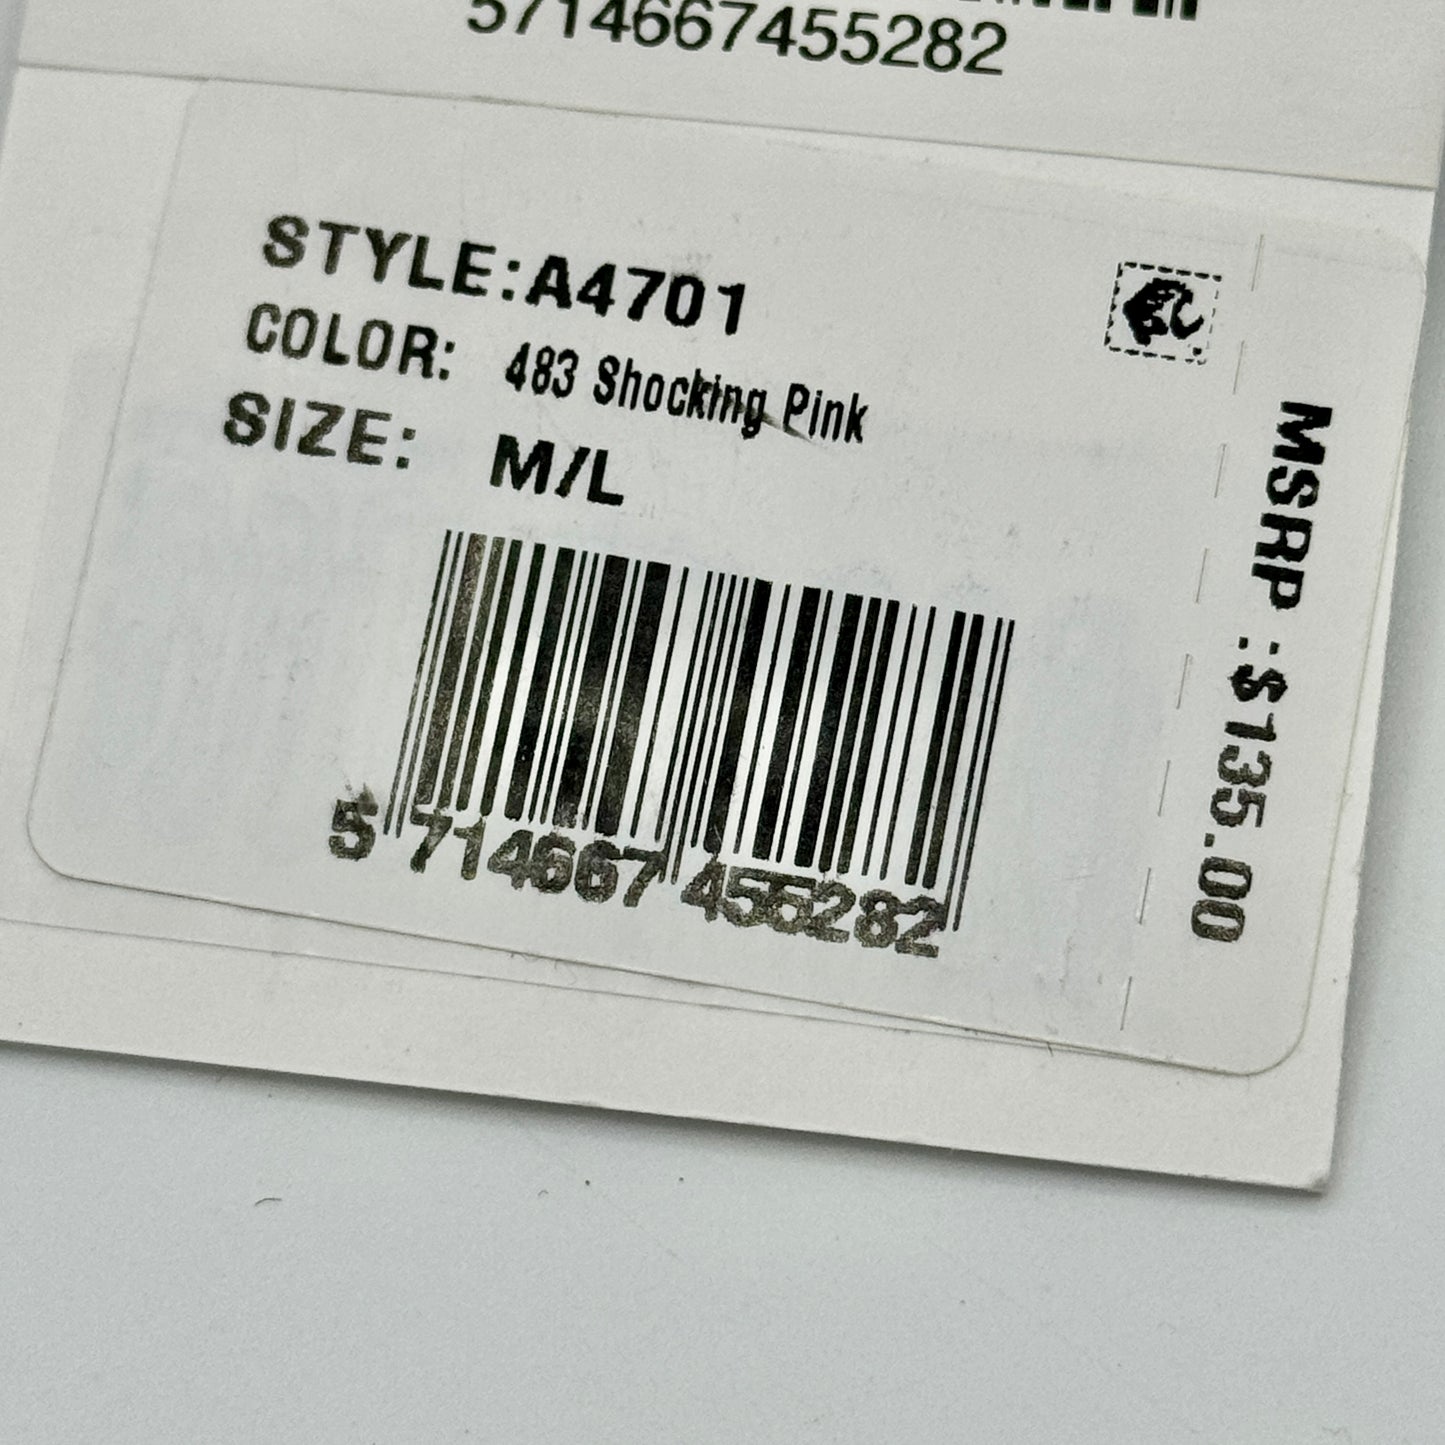 5714667455282
STYLE:A4701
COLOR: 483 Shocking Pink
SIZE: M/L
5 714667 455282
MSRP :$135.00